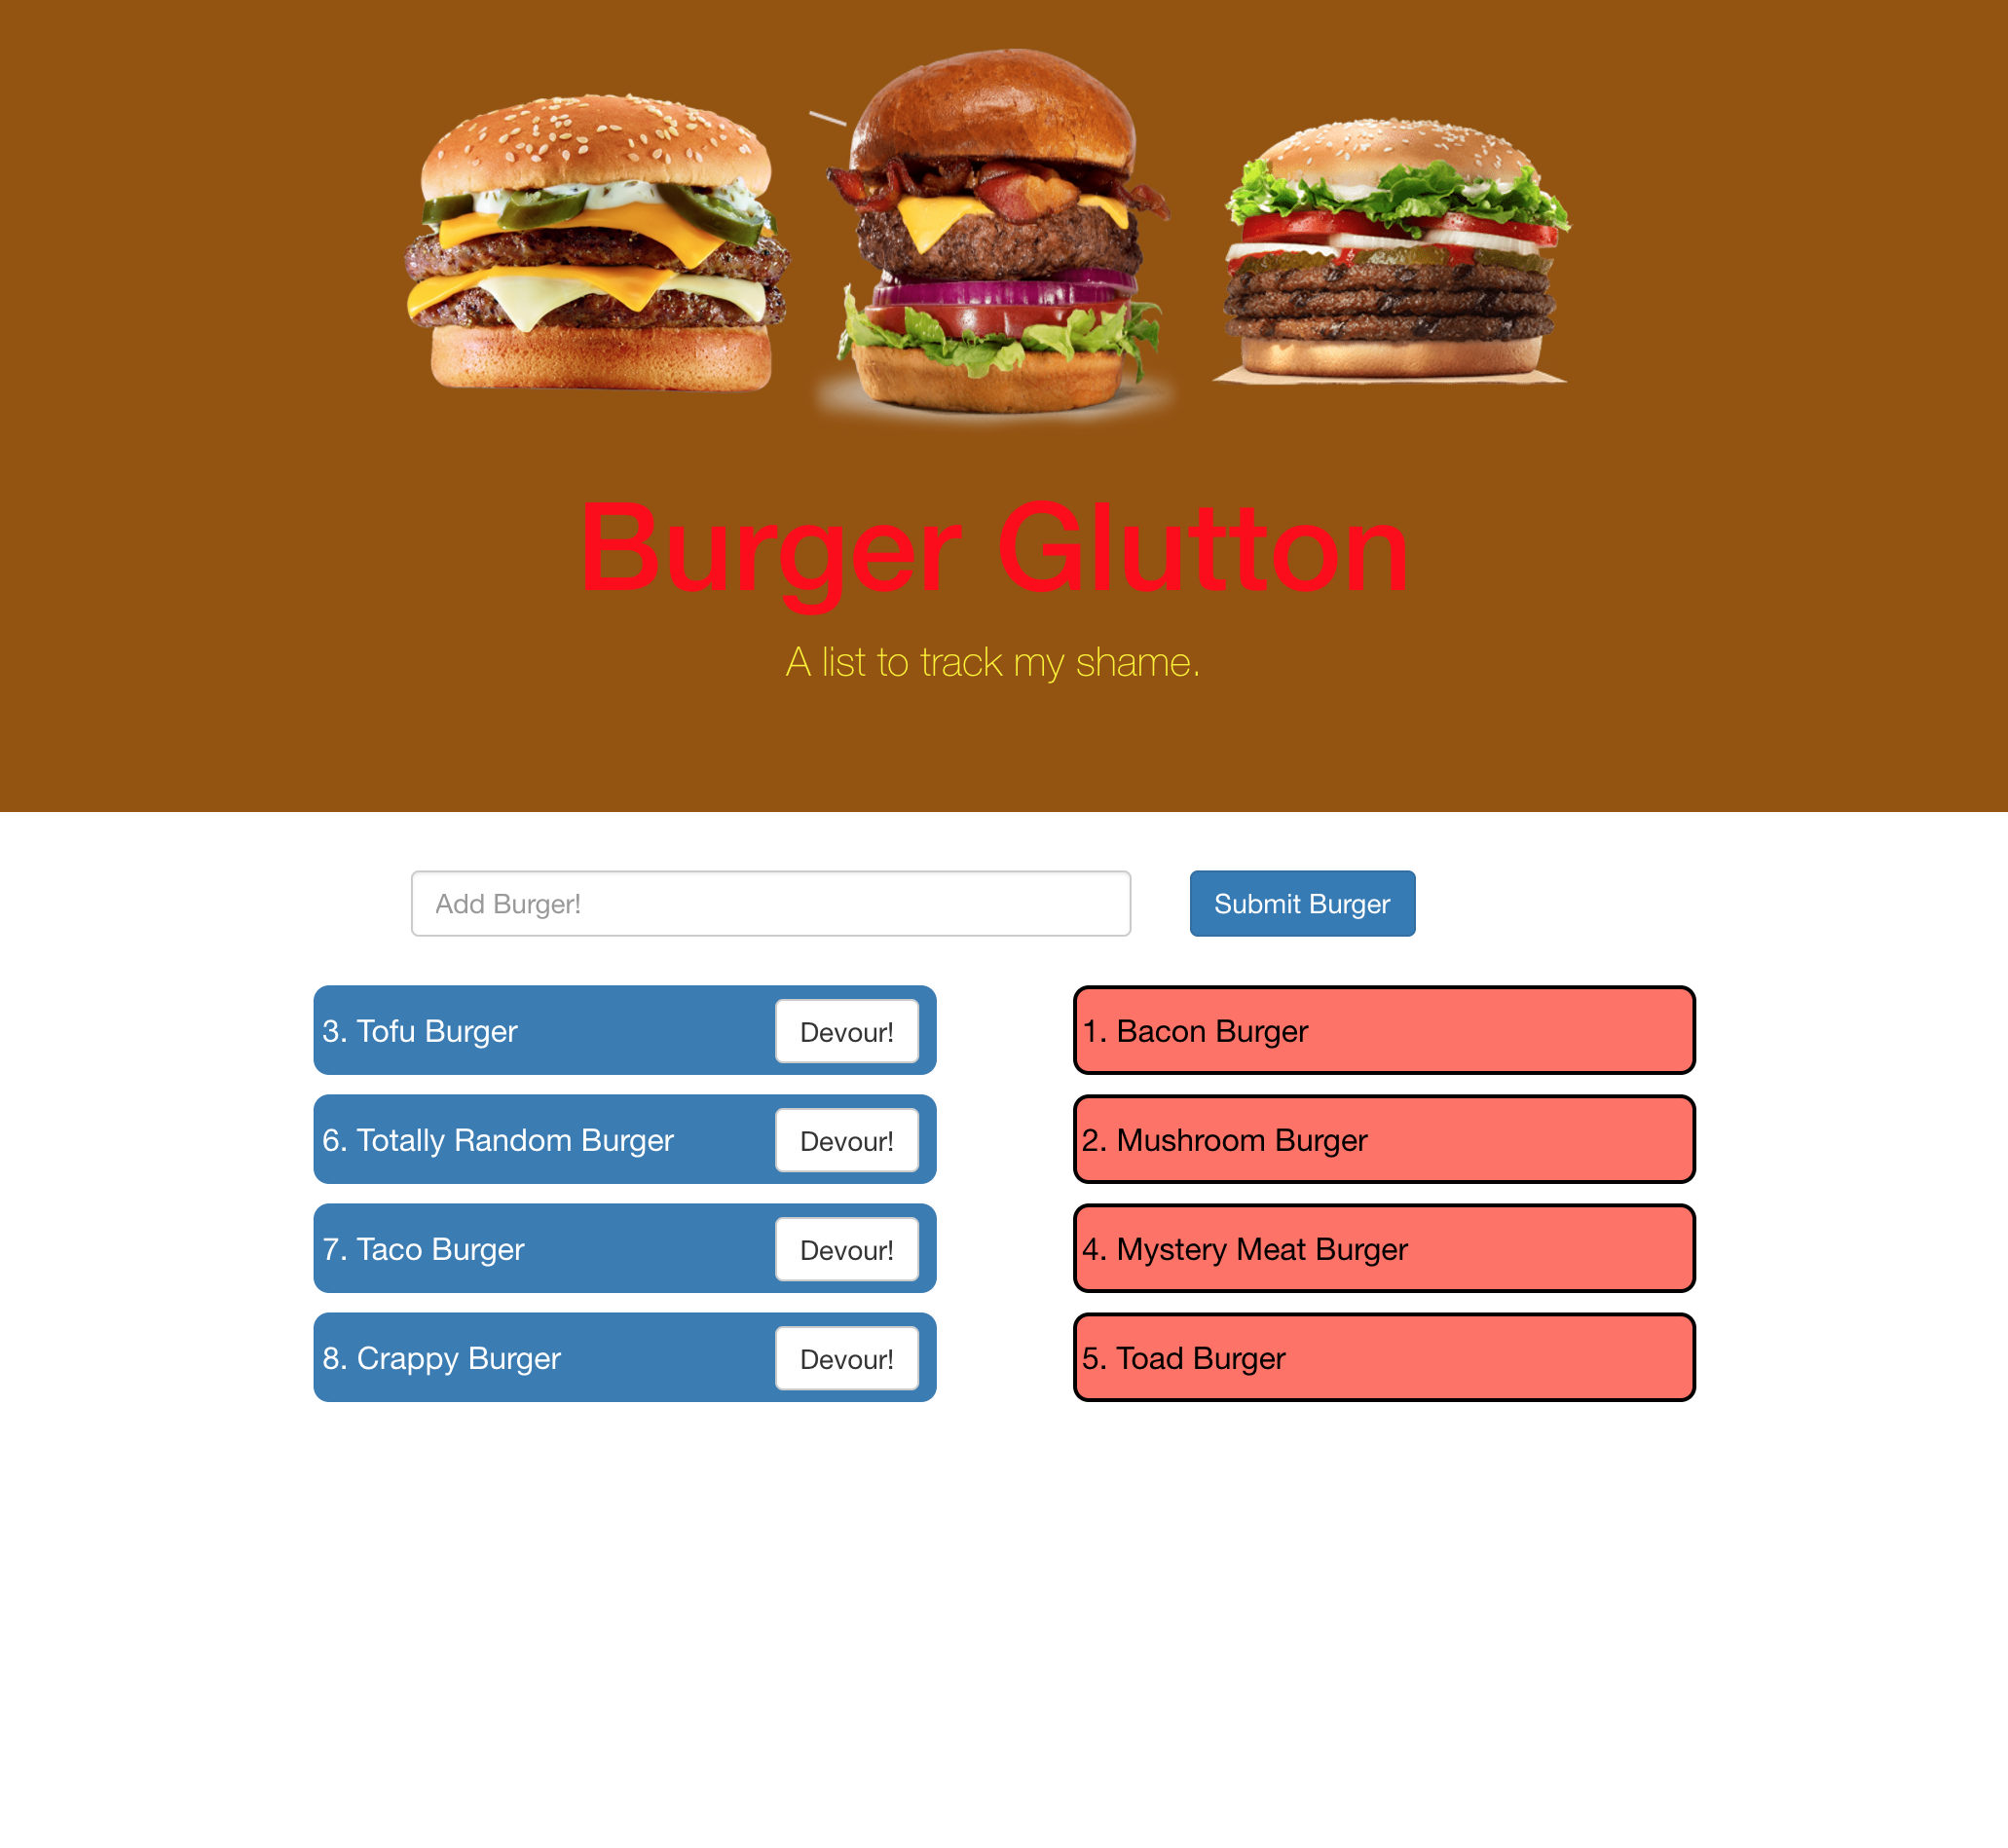 Burger Glutton
A list to track my shame.
Add Burger!
Submit Burger
3. Tofu Burger
Devour!
6. Totally Random Burger
Devour!
7. Taco Burger
Devour!
8. Crappy Burger
Devour!
1. Bacon Burger
2. Mushroom Burger
4. Mystery Meat Burger
5. Toad Burger